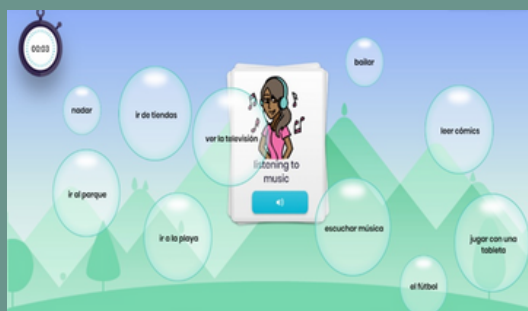 00:03
bailar
nadar
ir de tiendas
ver la televisión
leer cómics
listening to
music
ir al parque
ir a la playa
escuchar música
jugar con una
tableta
el fútbol